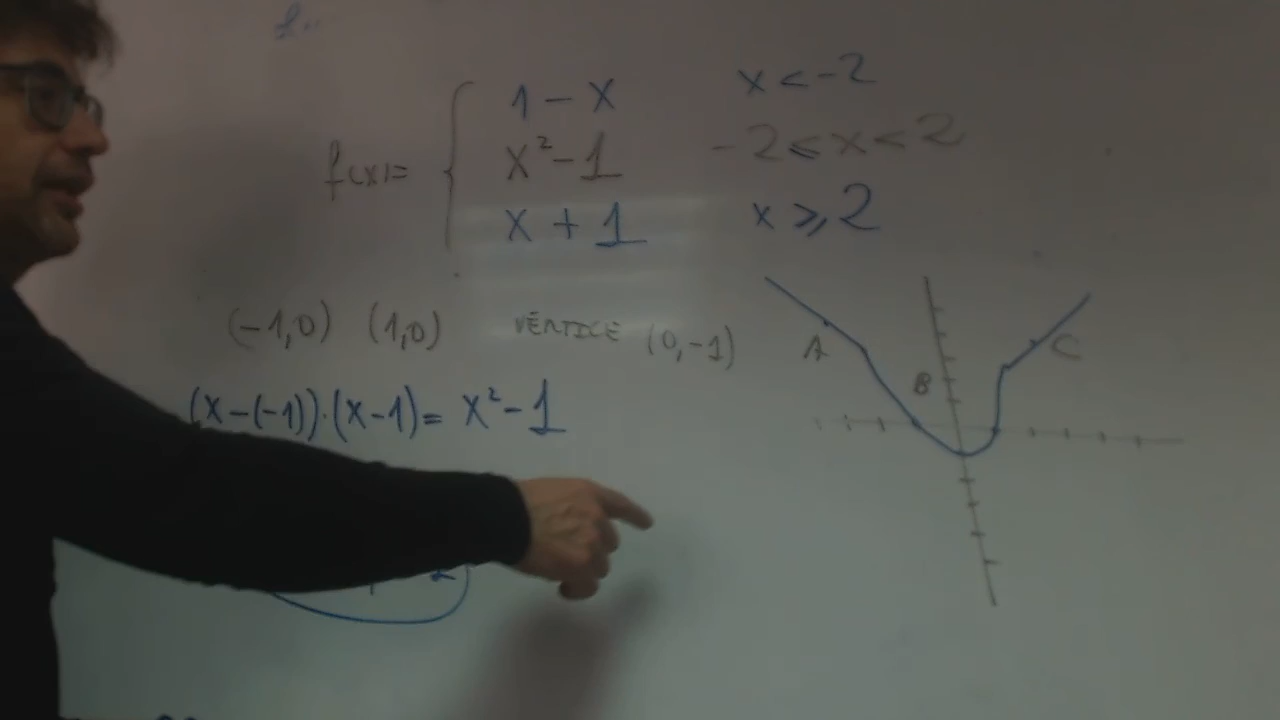 1 - x x < -2
f(x)= { x² - 1 -2 ≤ x < 2
x + 1 x ≥ 2
(-1,0) (1,0) VÉRTICE (0,-1)
A B C
(x-(-1))·(x-1)= x²-1